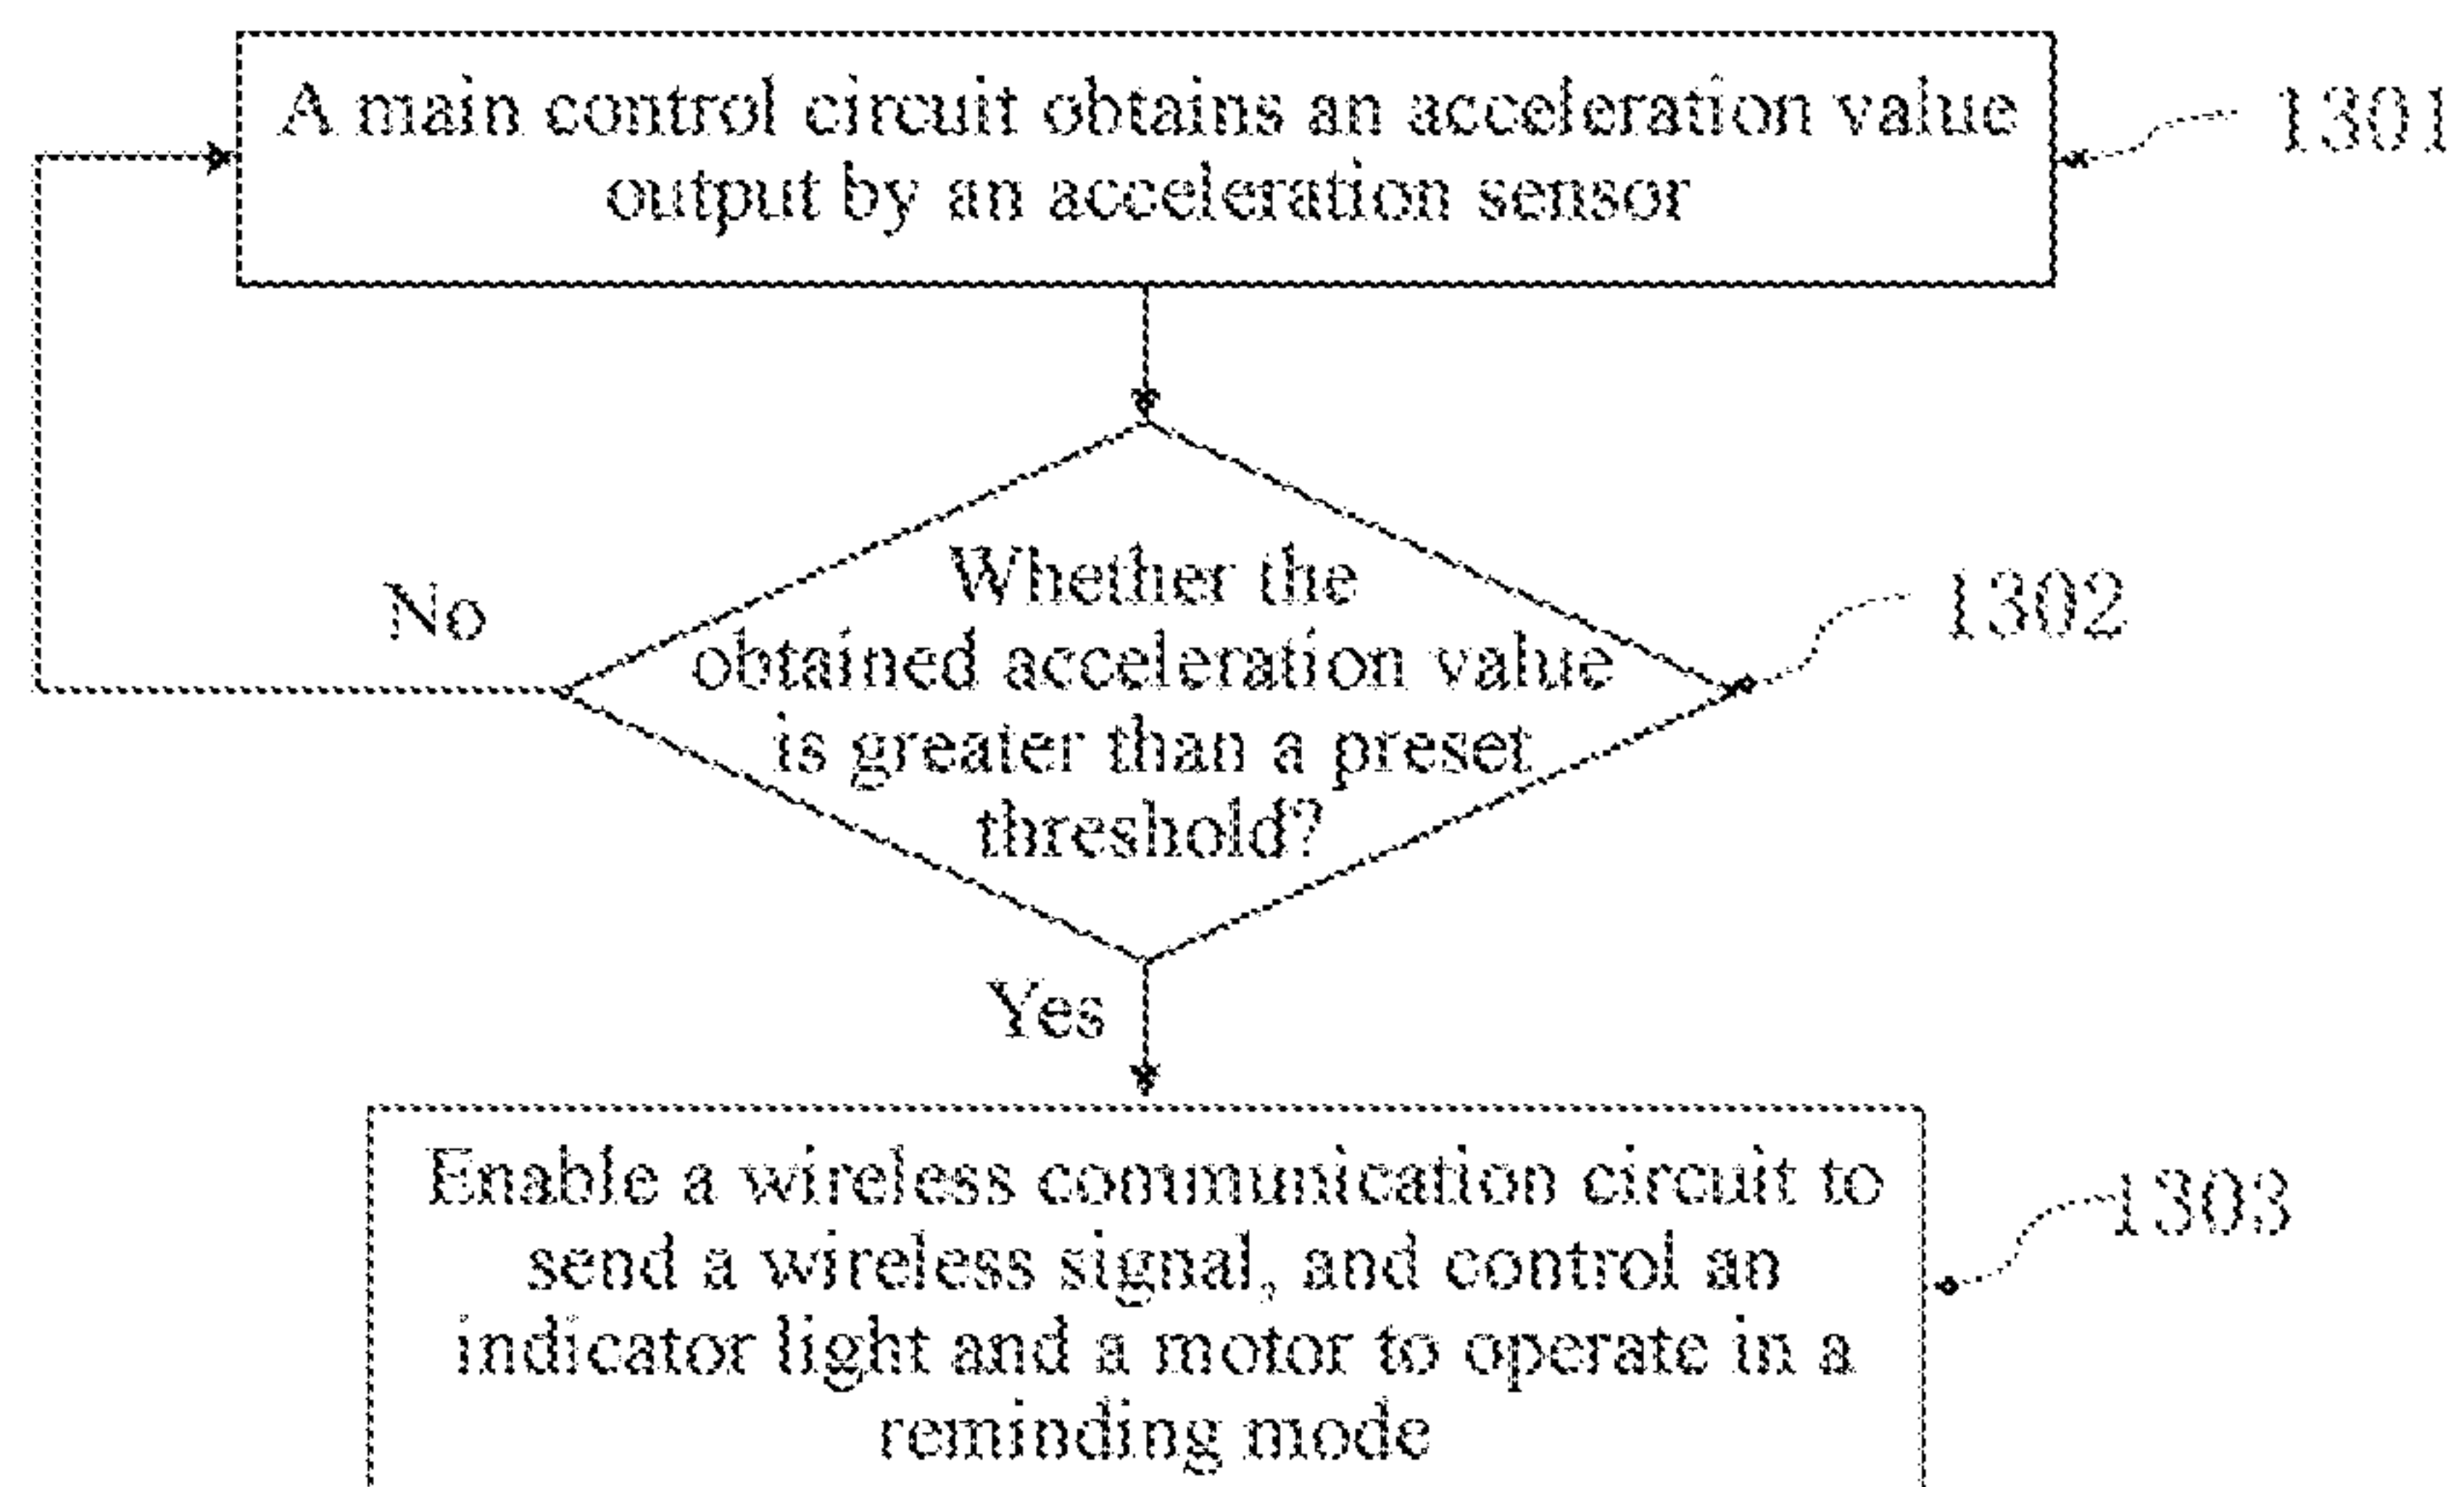 A main control circuit obtains an acceleration value
output by an acceleration sensor
1301
Whether the
obtained acceleration value
is greater than a preset
threshold?
1302
No
Yes
Enable a wireless communication circuit to
send a wireless signal, and control an
indicator light and a motor to operate in a
reminding mode
1303